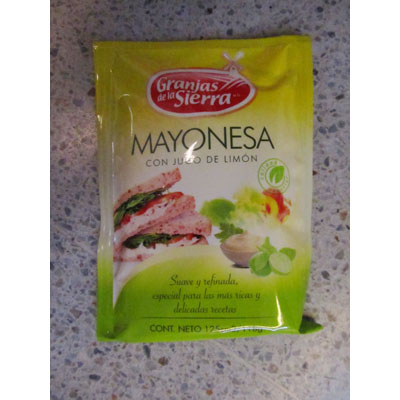 Granjas
de la
Sierra
MAYONESA
CON JUGO DE LIMÓN
Suave y refinada,
especial para las más ricas y
delicadas recetas
CONT. NETO